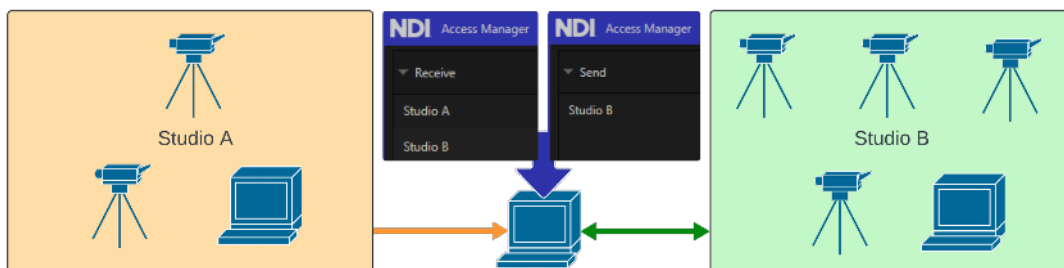 Studio A
NDI Access Manager
Receive
Studio A
Studio B
NDI Access Manager
Send
Studio B
Studio B